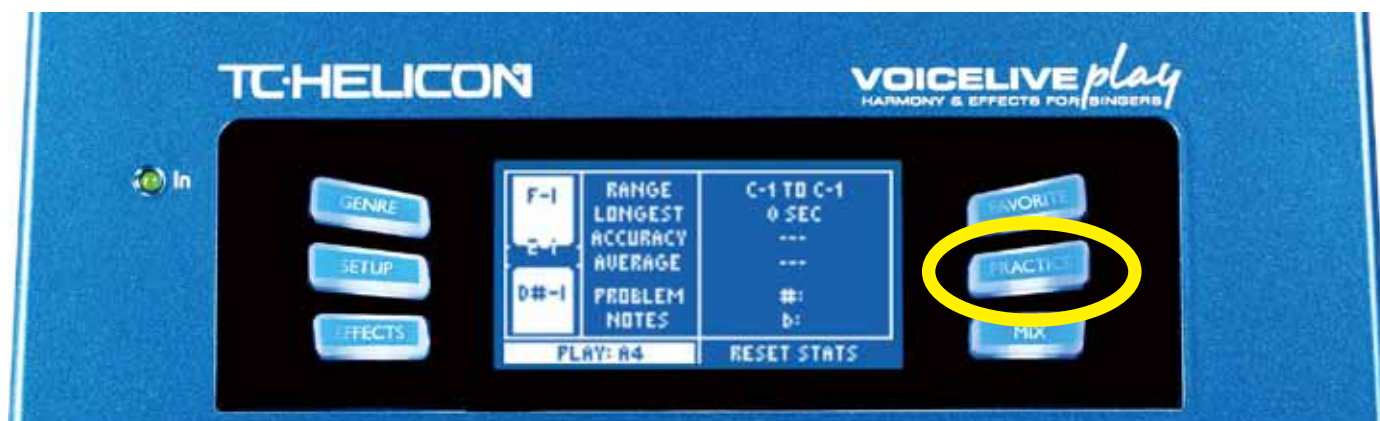 TC·HELICON
VOICELIVE play
HARMONY & EFFECTS FOR SINGERS
In
GENRE
SETUP
EFFECTS
F-1
E-1
D#-1
RANGE C-1 TO C-1
LONGEST 0 SEC
ACCURACY ---
AVERAGE ---
PROBLEM #:
NOTES b:
PLAY: A4
RESET STATS
FAVORITE
PRACTICE
MIX